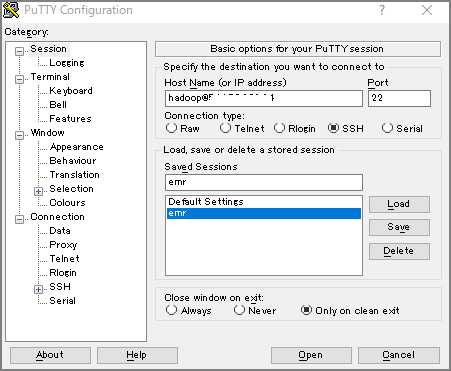 PuTTY Configuration
?
Category:
Session
Logging
Terminal
Keyboard
Bell
Features
Window
Appearance
Behaviour
Translation
Selection
Colours
Connection
Data
Proxy
Telnet
Rlogin
SSH
Serial
Basic options for your PuTTY session
Specify the destination you want to connect to
Host Name (or IP address) Port
hadoop@ 22
Connection type:
Raw Telnet Rlogin SSH Serial
Load, save or delete a stored session
Saved Sessions
emr
Default Settings
emr
Load
Save
Delete
Close window on exit:
Always Never Only on clean exit
About Help Open Cancel